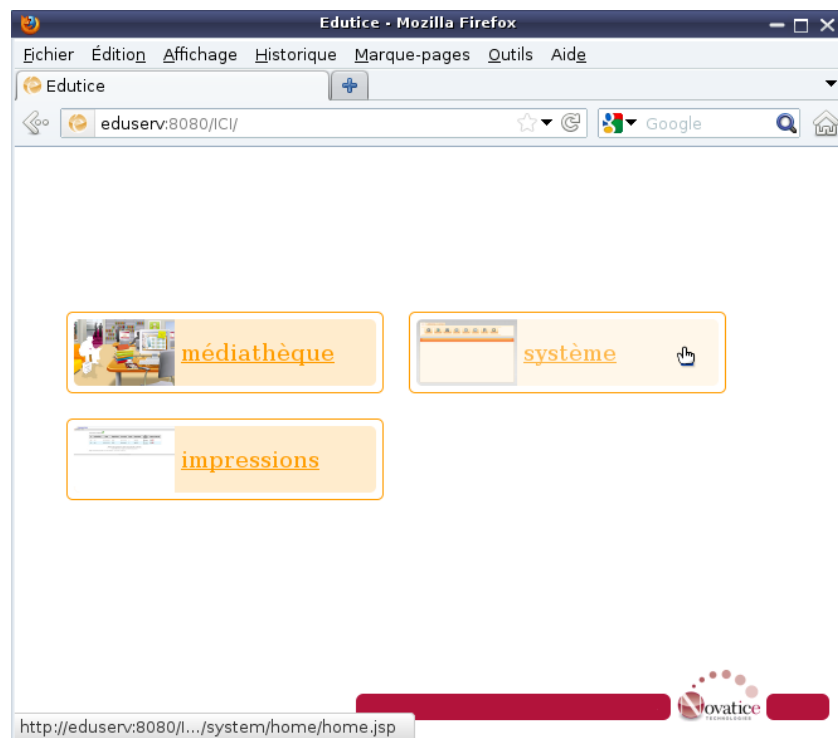 Edutice - Mozilla Firefox
Fichier Édition Affichage Historique Marque-pages Outils Aide
Edutice
eduserv:8080/ICI/
Google
médiathèque
système
impressions
Novatice
TECHNOLOGIES
http://eduserv:8080/I.../system/home/home.jsp